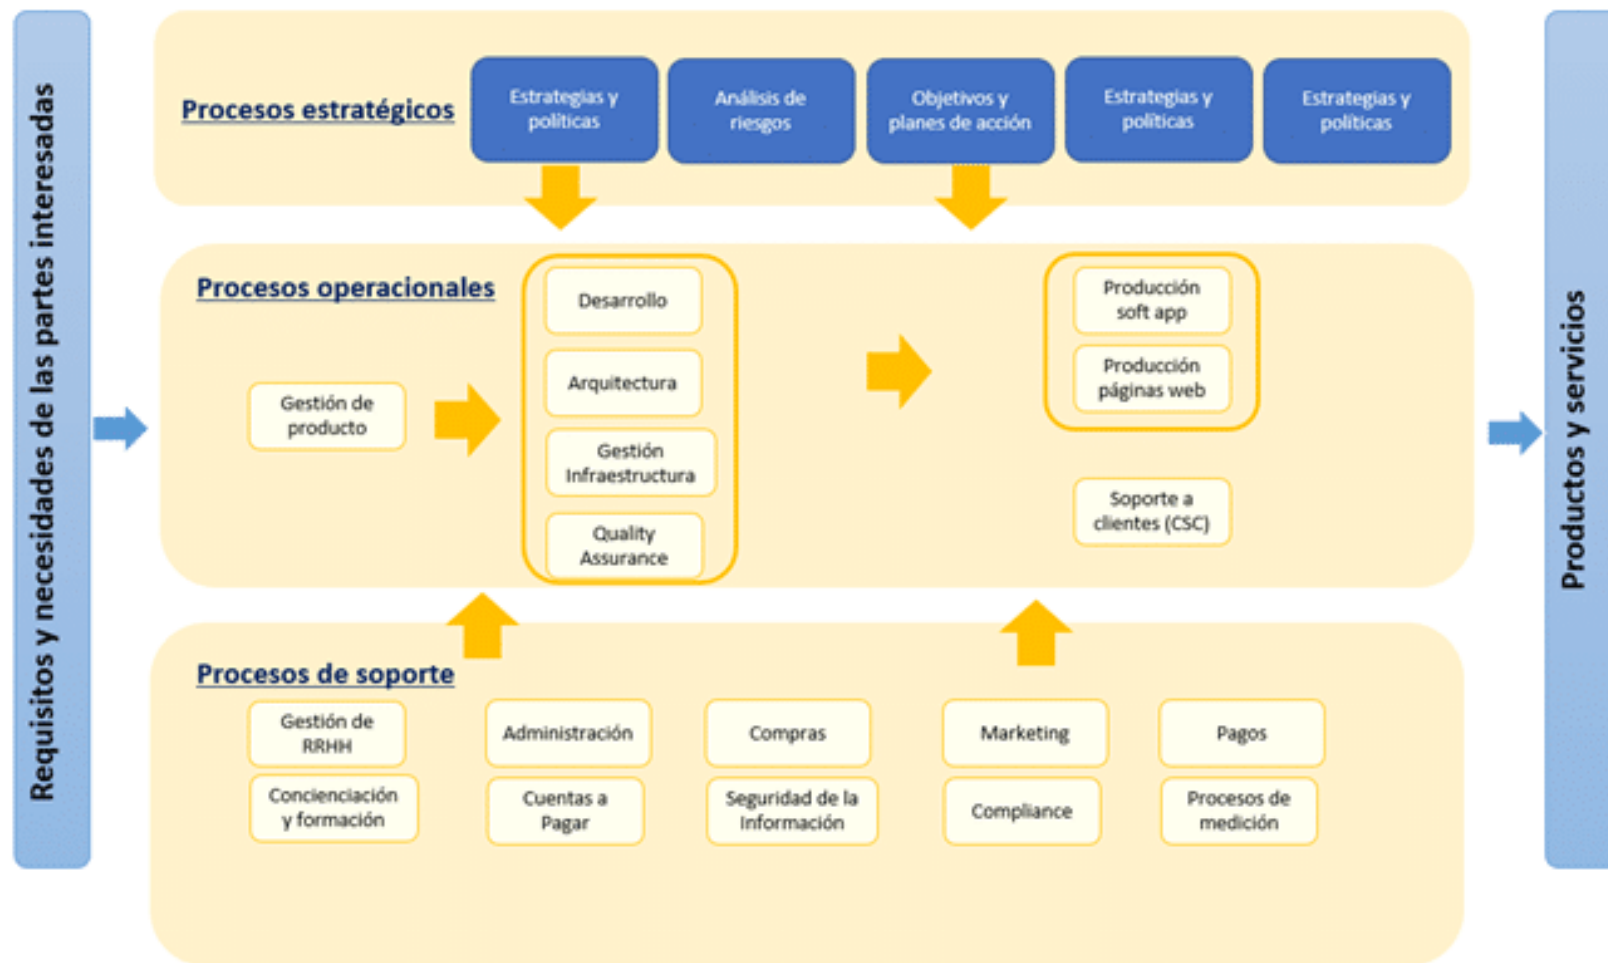 Requisitos y necesidades de las partes interesadas
Procesos estratégicos
Estrategias y
políticas
Análisis de
riesgos
Objetivos y
planes de acción
Estrategias y
políticas
Estrategias y
políticas
Procesos operacionales
Gestión de
producto
Desarrollo
Arquitectura
Gestión
Infraestructura
Quality
Assurance
Producción
soft app
Producción
páginas web
Soporte a
clientes (CSC)
Procesos de soporte
Gestión de
RRHH
Administración
Compras
Marketing
Pagos
Concienciación
y formación
Cuentas a
Pagar
Seguridad de la
Información
Compliance
Procesos de
medición
Productos y servicios